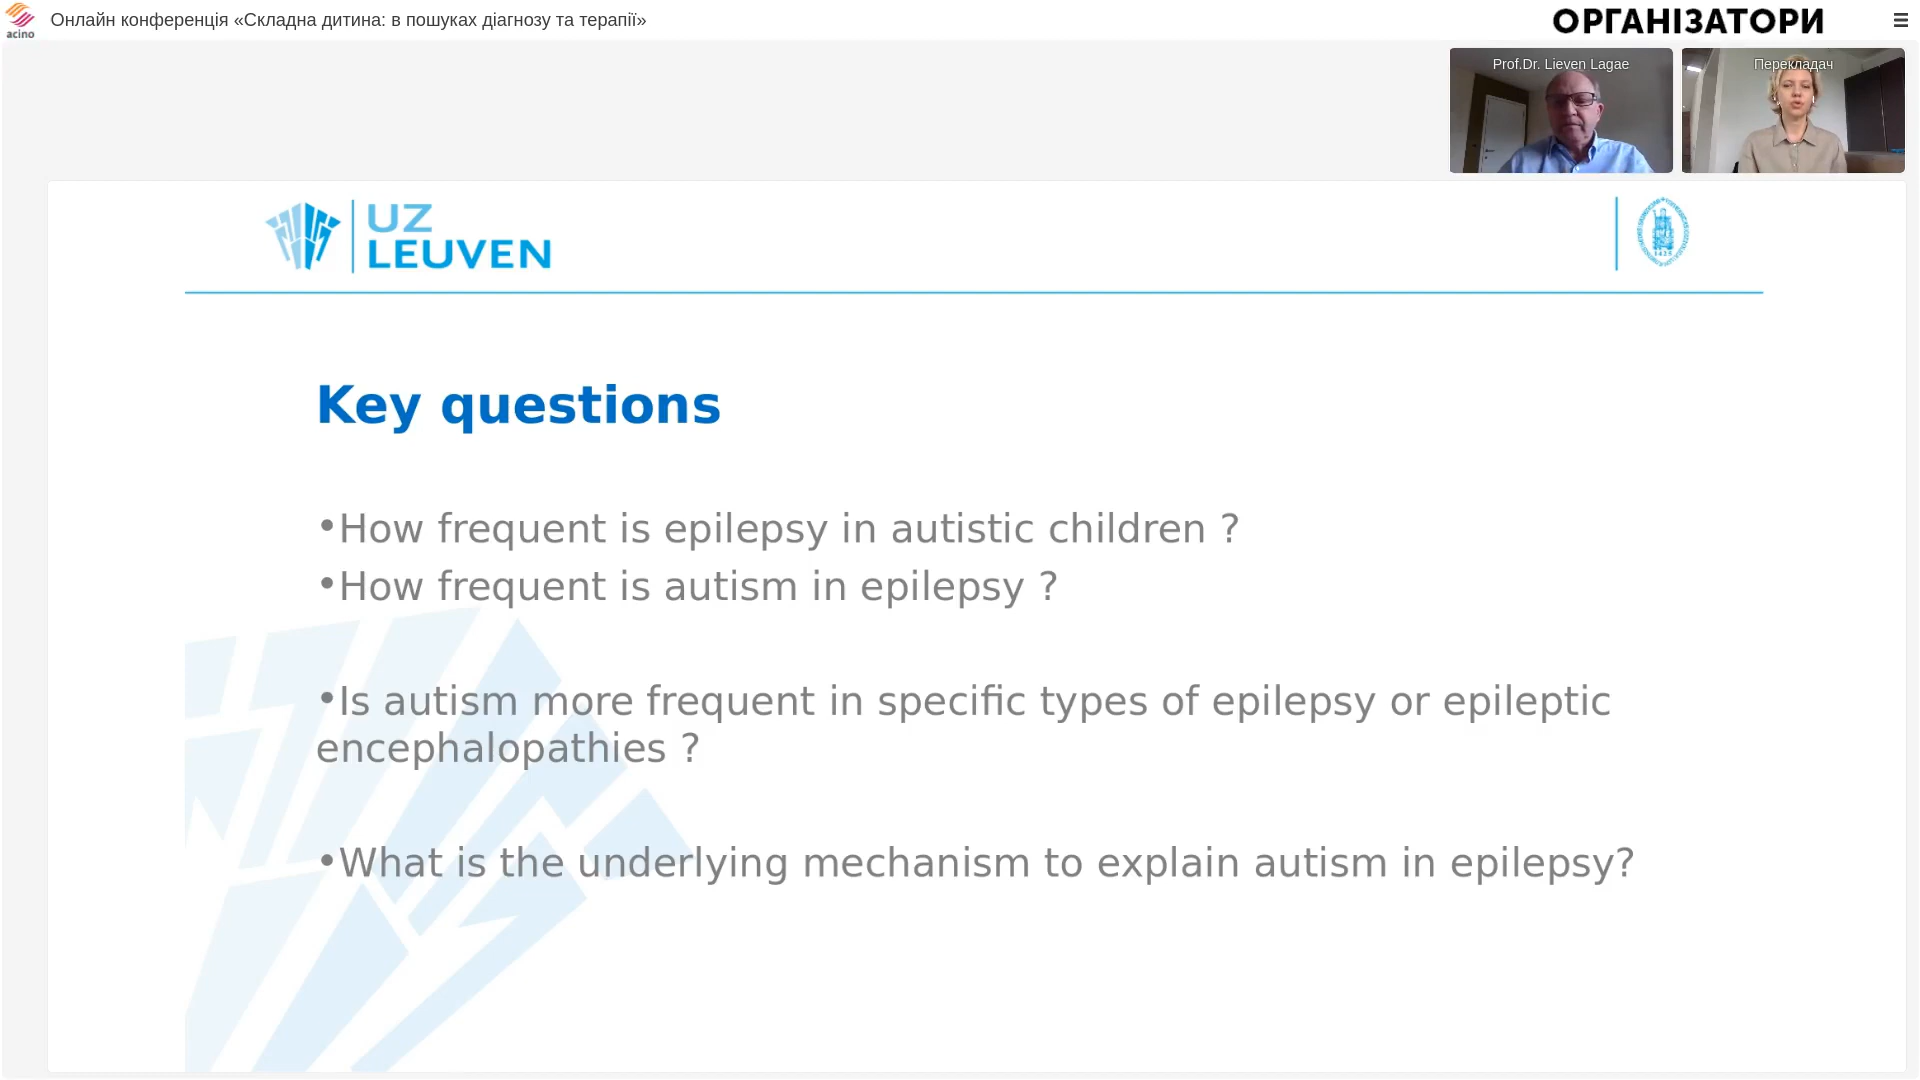 acino
Онлайн конференція «Складна дитина: в пошуках діагнозу та терапії»
ОРГАНІЗАТОРИ
Prof.Dr. Lieven Lagae
Перекладач
UZ
LEUVEN
1425
Key questions
•How frequent is epilepsy in autistic children ?
•How frequent is autism in epilepsy ?
•Is autism more frequent in specific types of epilepsy or epileptic
encephalopathies ?
•What is the underlying mechanism to explain autism in epilepsy?